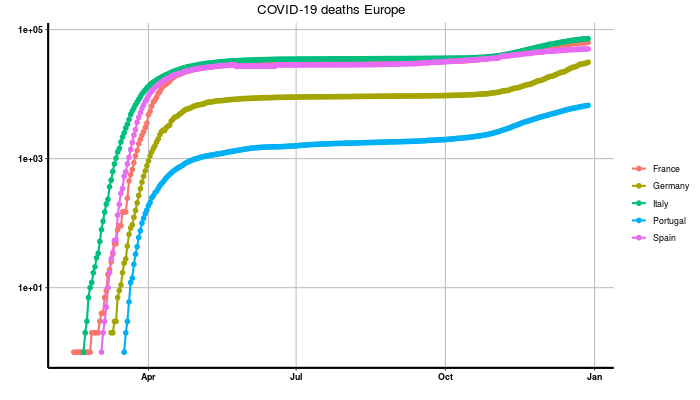 COVID-19 deaths Europe
1e+05
1e+03
1e+01
Apr
Jul
Oct
Jan
France
Germany
Italy
Portugal
Spain